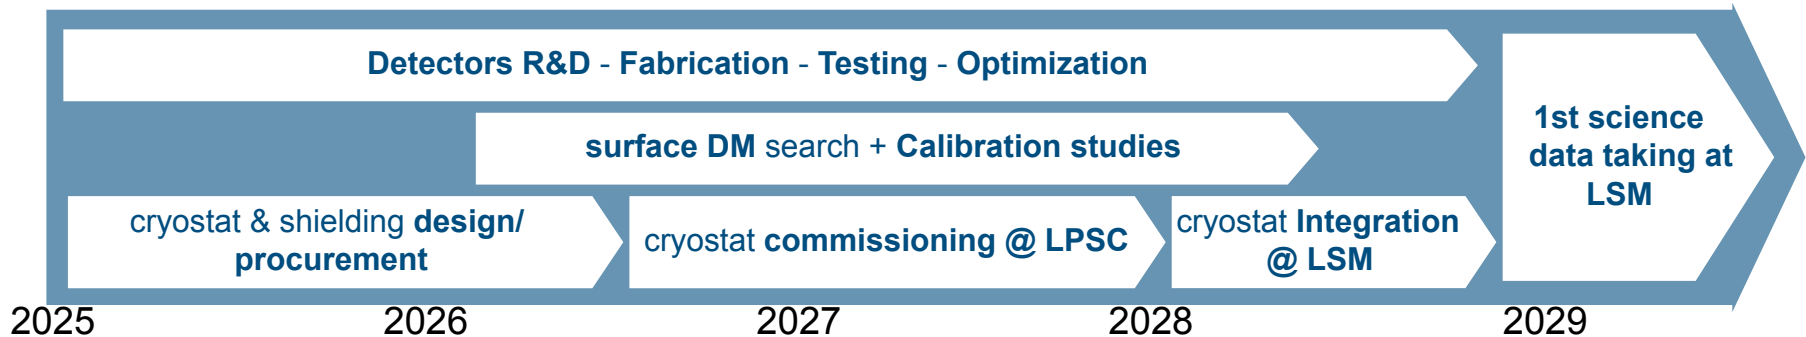 Detectors R&D - Fabrication - Testing - Optimization
surface DM search + Calibration studies
cryostat & shielding design/
procurement
cryostat commissioning @ LPSC
cryostat Integration
@ LSM
1st science
data taking at
LSM
2025
2026
2027
2028
2029